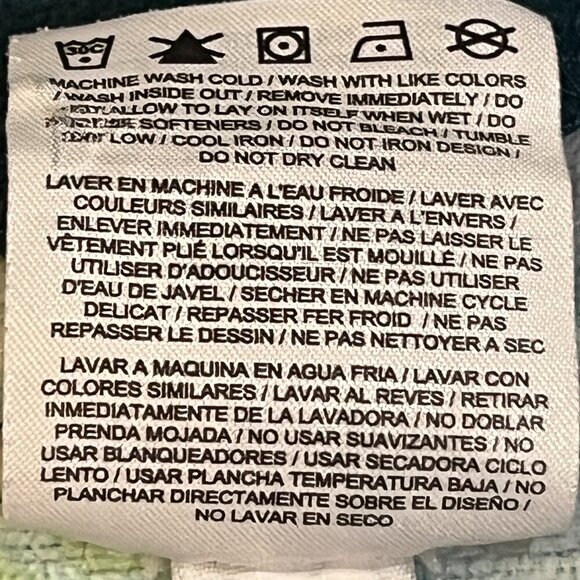 30C
MACHINE WASH COLD / WASH WITH LIKE COLORS
/ WASH INSIDE OUT / REMOVE IMMEDIATELY / DO
NOT ALLOW TO LAY ON ITSELF WHEN WET / DO
NOT USE SOFTENERS / DO NOT BLEACH / TUMBLE
DRY LOW / COOL IRON / DO NOT IRON DESIGN /
DO NOT DRY CLEAN
LAVER EN MACHINE A L'EAU FROIDE / LAVER AVEC
COULEURS SIMILAIRES / LAVER A L'ENVERS /
ENLEVER IMMEDIATEMENT / NE PAS LAISSER LE
VÊTEMENT PLIÉ LORSQU'IL EST MOUILLÉ / NE PAS
UTILISER D'ADOUCISSEUR / NE PAS UTILISER
D'EAU DE JAVEL / SECHER EN MACHINE CYCLE
DELICAT / REPASSER FER FROID / NE PAS
REPASSER LE DESSIN / NE PAS NETTOYER A SEC
LAVAR A MAQUINA EN AGUA FRIA / LAVAR CON
COLORES SIMILARES / LAVAR AL REVES / RETIRAR
INMEDIATAMENTE DE LA LAVADORA / NO DOBLAR
PRENDA MOJADA / NO USAR SUAVIZANTES / NO
USAR BLANQUEADORES / USAR SECADORA CICLO
LENTO / USAR PLANCHA TEMPERATURA BAJA / NO
PLANCHAR DIRECTAMENTE SOBRE EL DISEÑO /
NO LAVAR EN SECO